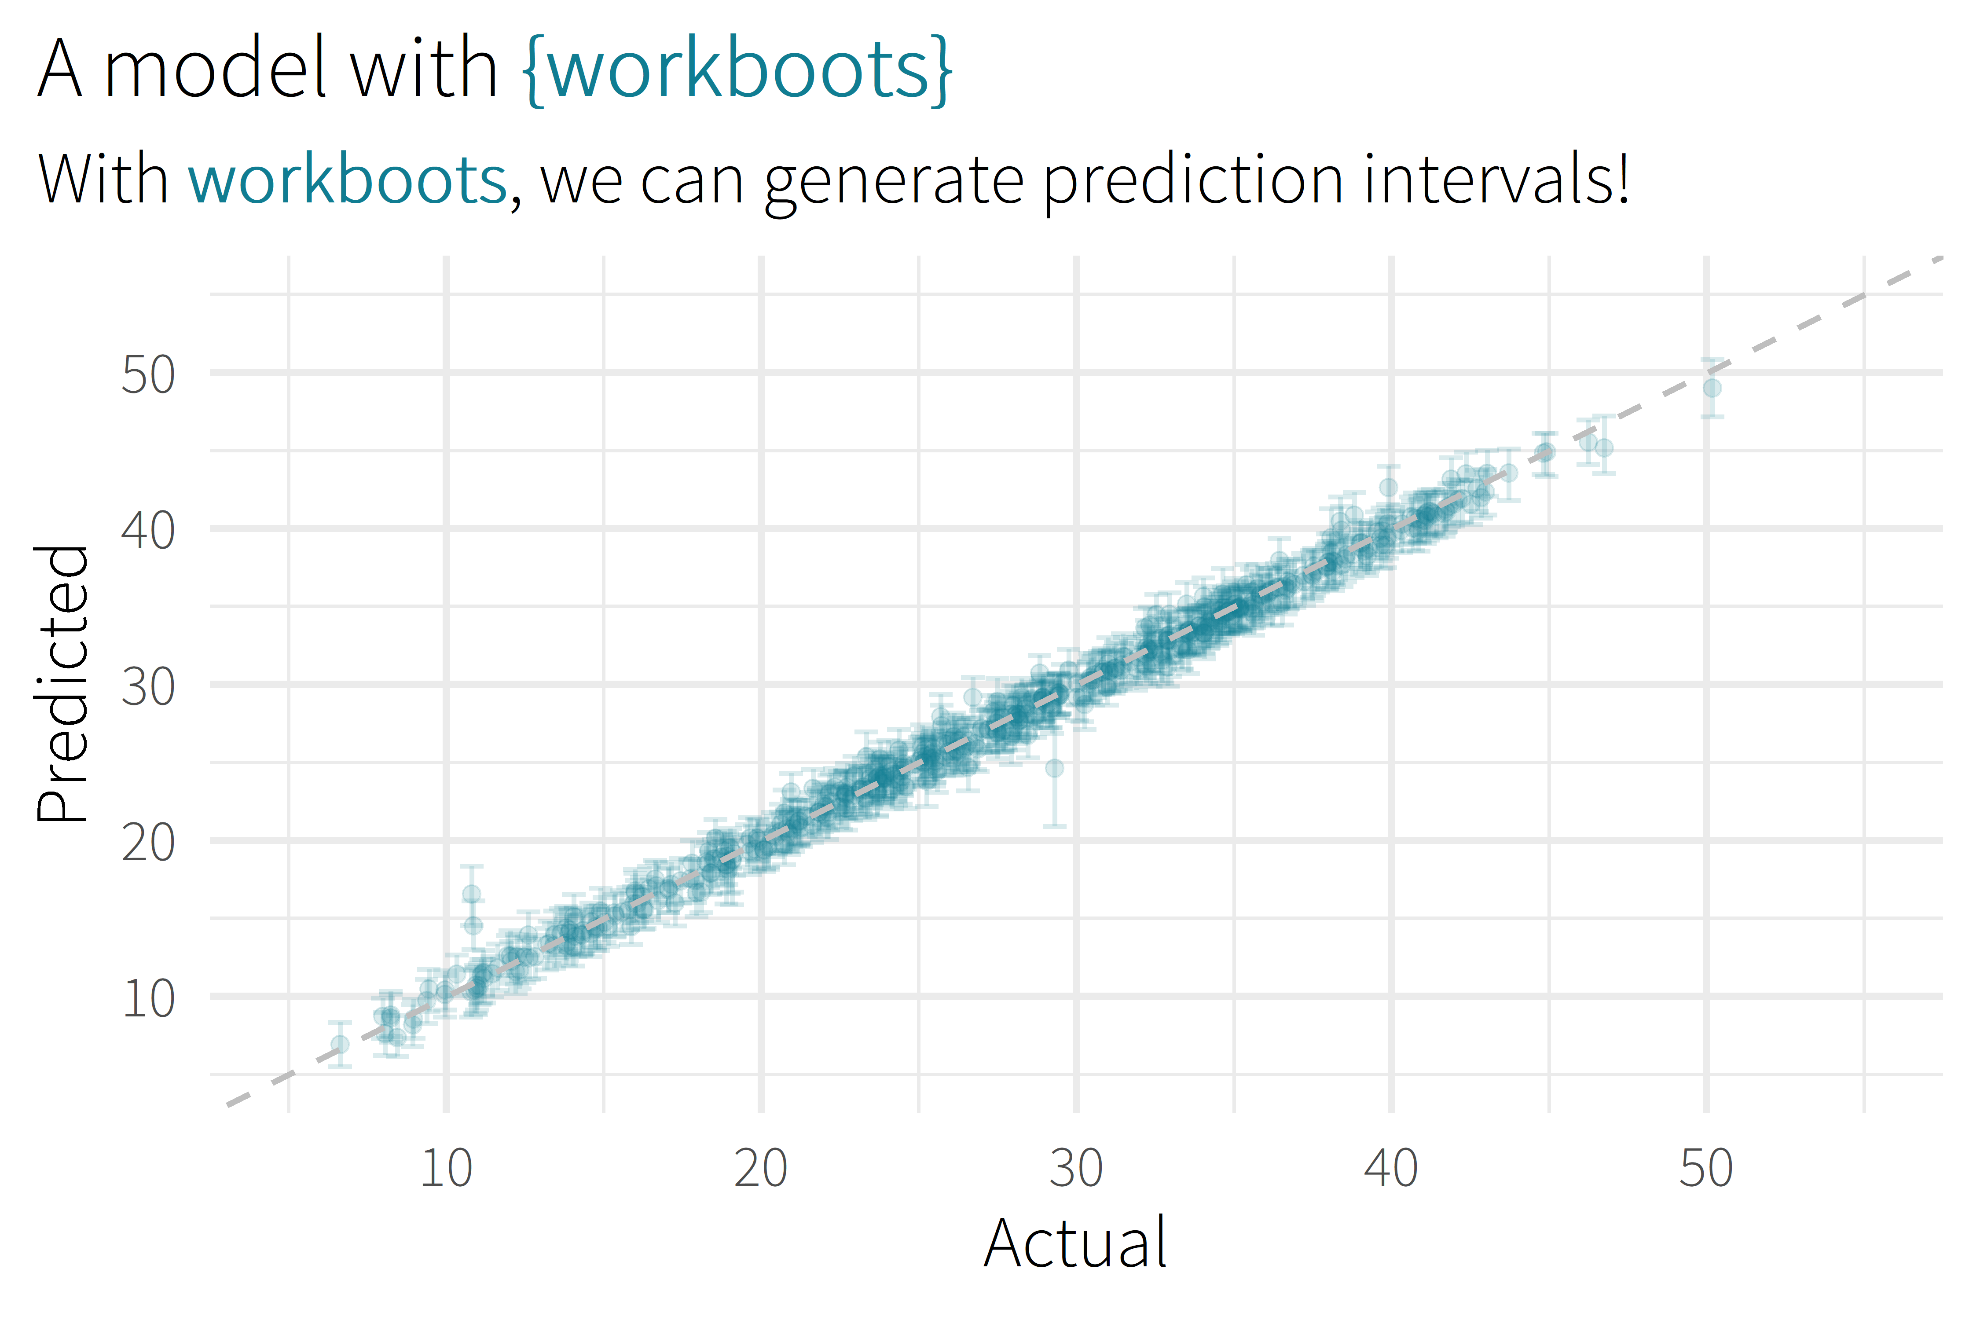 A model with {workboots}
With workboots, we can generate prediction intervals!
Predicted
50
40
30
20
10
10 20 30 40 50
Actual